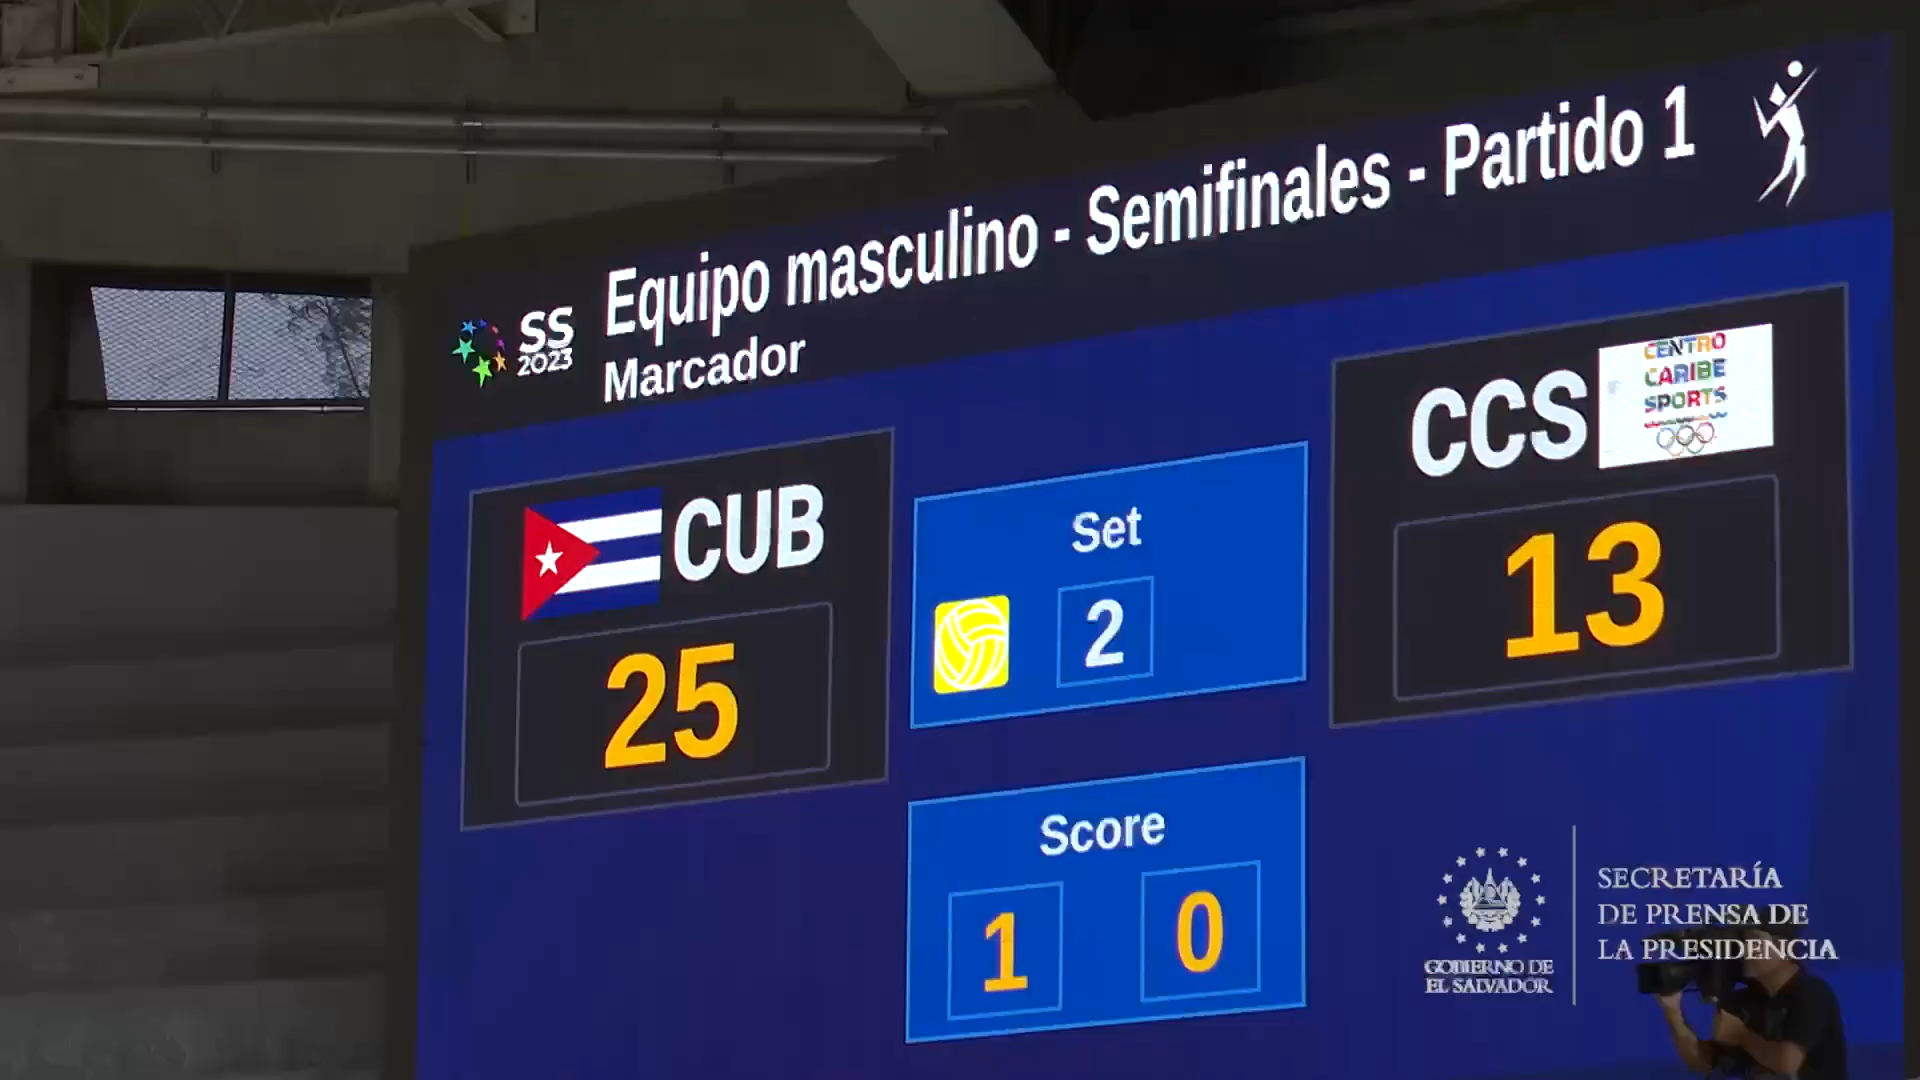 SS
2023
Equipo masculino - Semifinales - Partido 1
Marcador
CUB
25
Set
2
CCS
CENTRO
CARIBE
SPORTS
13
Score
1 0
GOBIERNO DE
EL SALVADOR
SECRETARÍA
DE PRENSA DE
LA PRESIDENCIA